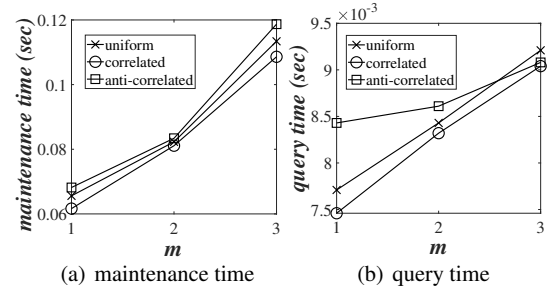 0.12
0.1
0.08
0.06
maintenance time (sec)
uniform
correlated
anti-correlated
1
2
3
m
(a) maintenance time
×10⁻³
9.5
9
8.5
8
7.5
query time (sec)
uniform
correlated
anti-correlated
1
2
3
m
(b) query time